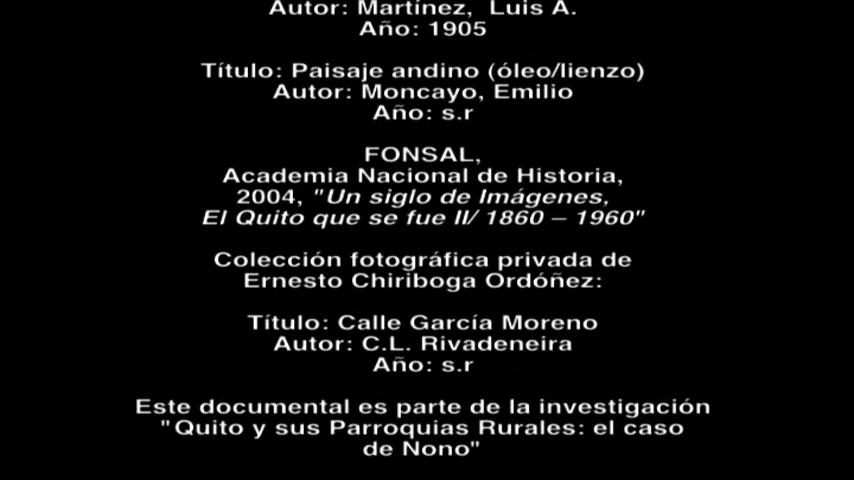 Autor: Martínez, Luis A.
Año: 1905
Título: Paisaje andino (óleo/lienzo)
Autor: Moncayo, Emilio
Año: s.r
FONSAL,
Academia Nacional de Historia,
2004, "Un siglo de Imágenes,
El Quito que se fue II/ 1860 – 1960"
Colección fotográfica privada de
Ernesto Chiriboga Ordóñez:
Título: Calle García Moreno
Autor: C.L. Rivadeneira
Año: s.r
Este documental es parte de la investigación
"Quito y sus Parroquias Rurales: el caso
de Nono"